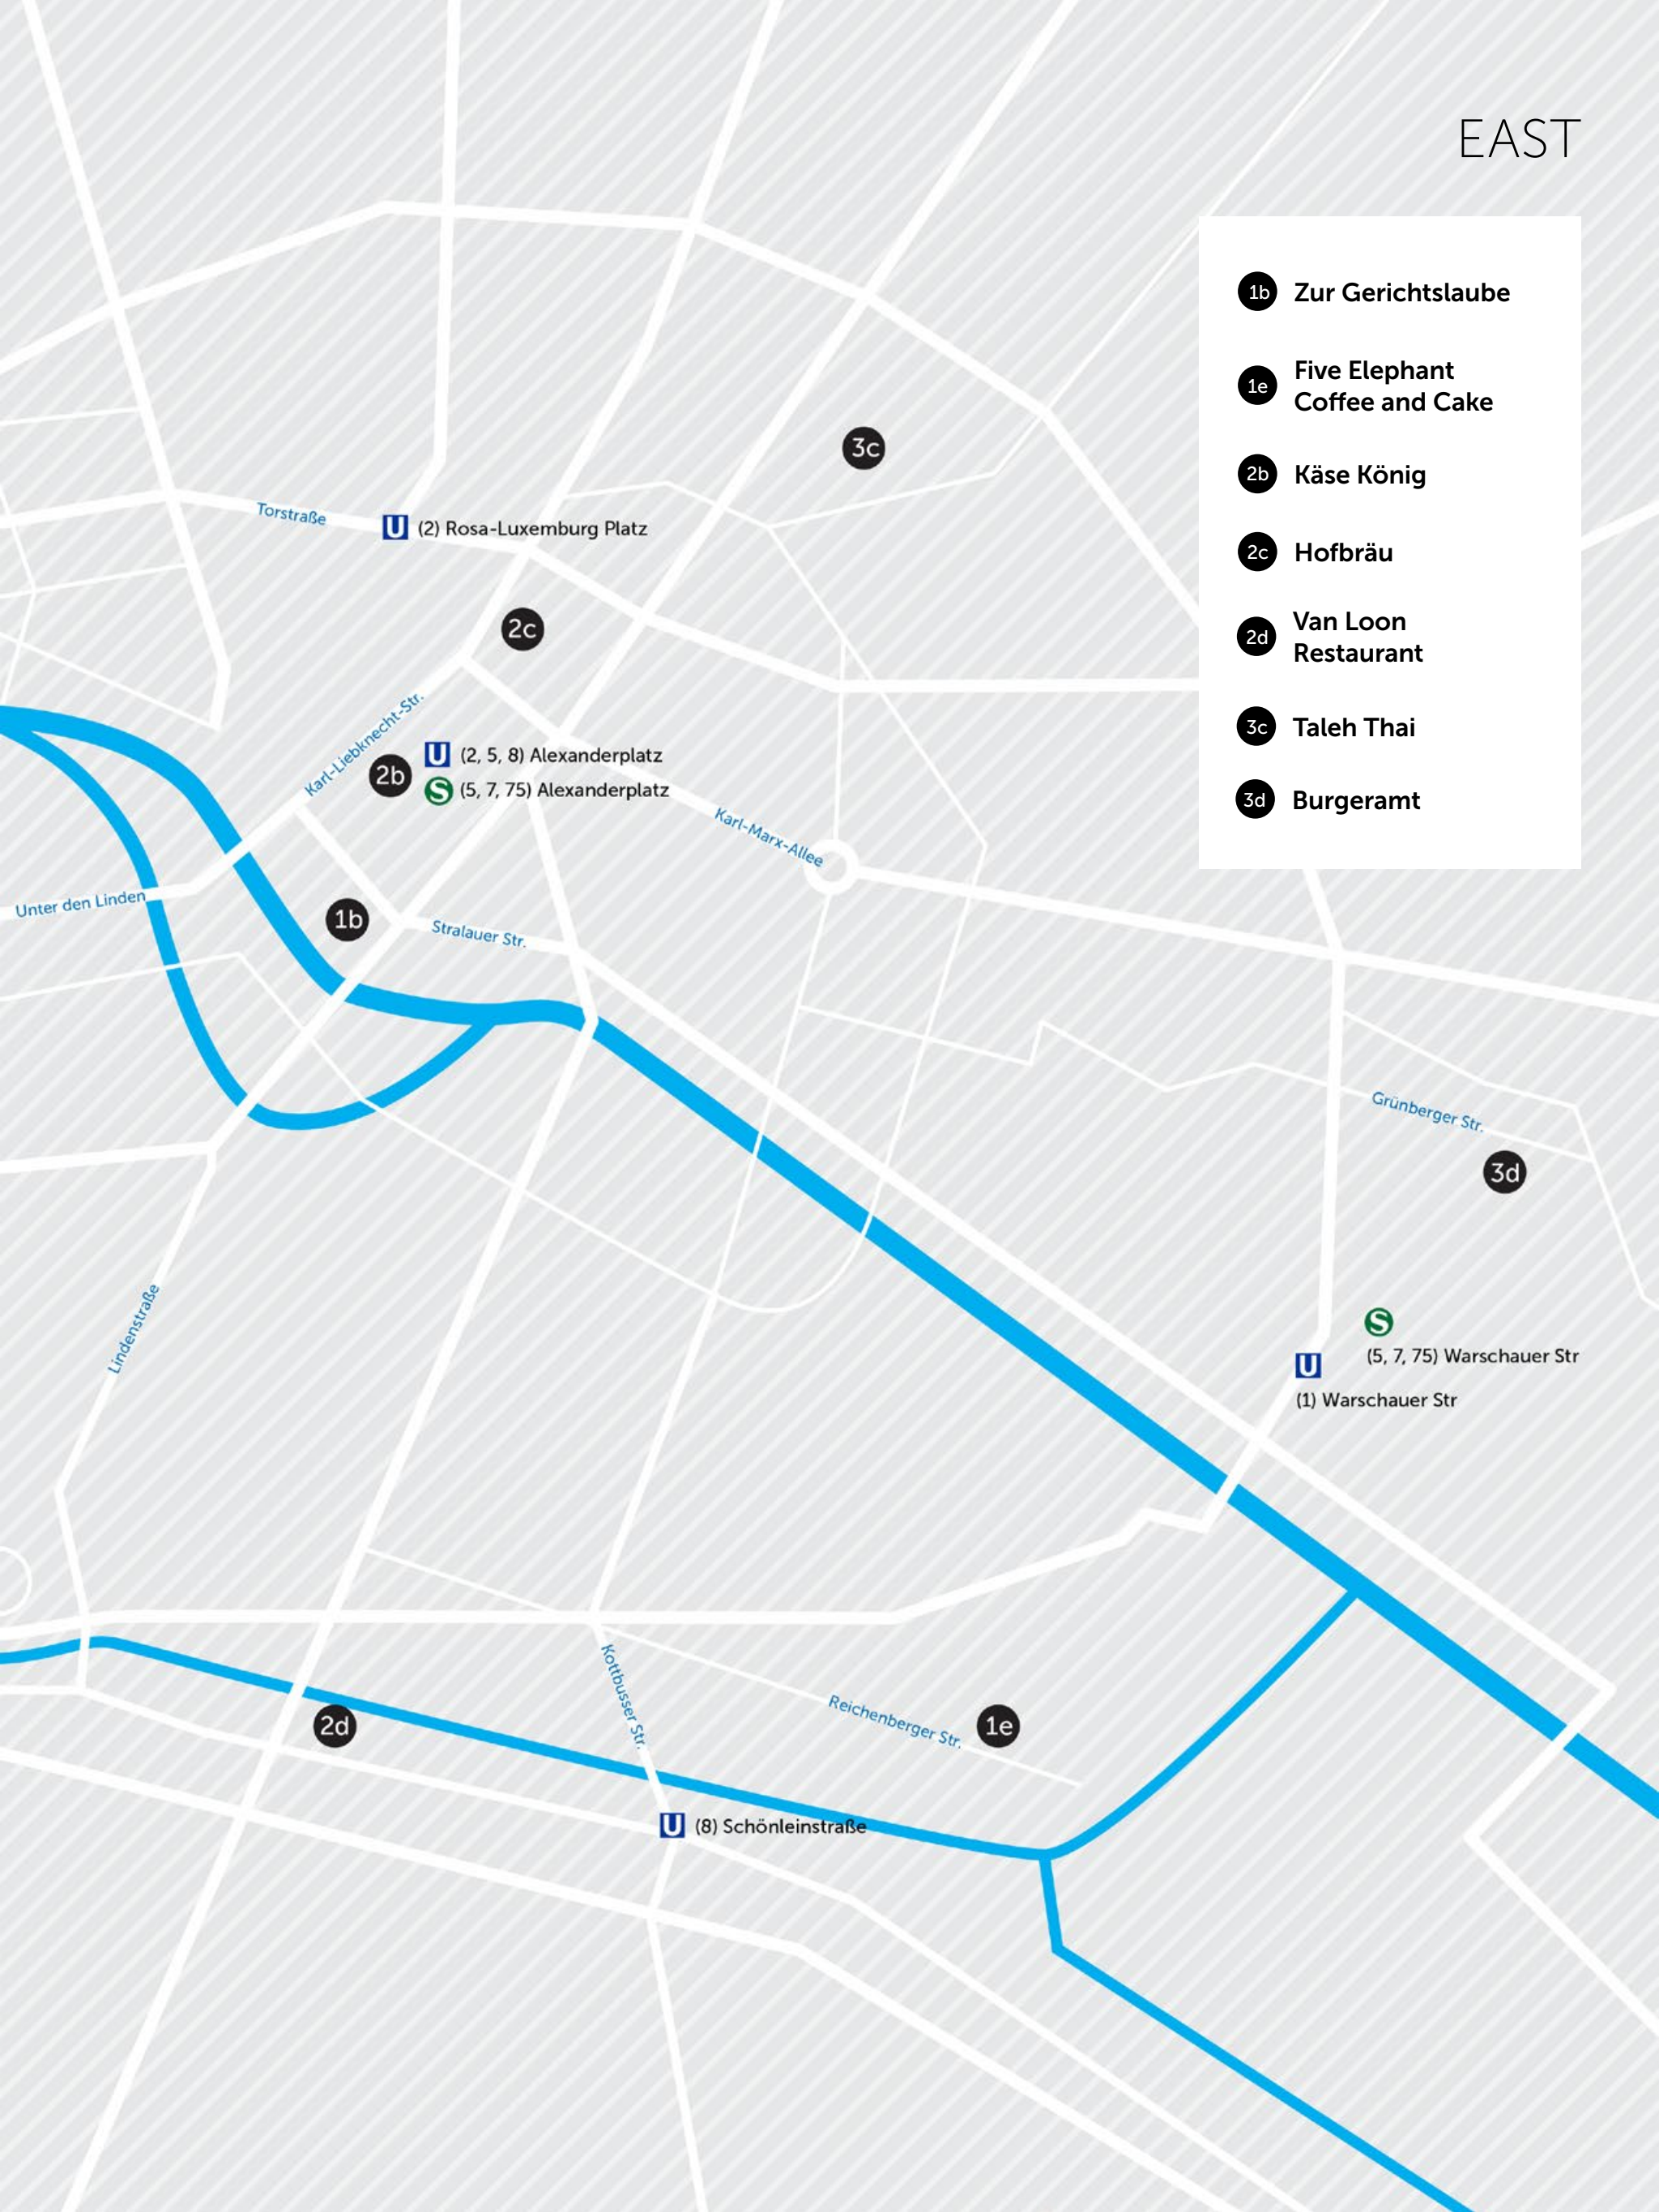 EAST
1b Zur Gerichtslaube
1e Five Elephant
Coffee and Cake
2b Käse König
2c Hofbräu
2d Van Loon
Restaurant
3c Taleh Thai
3d Burgeramt
3c
Torstraße
U (2) Rosa-Luxemburg Platz
2c
Karl-Liebknecht-Str.
2b
U (2, 5, 8) Alexanderplatz
S (5, 7, 75) Alexanderplatz
Karl-Marx-Allee
Unter den Linden
1b
Stralauer Str.
Grünberger Str.
3d
Lindenstraße
S
(5, 7, 75) Warschauer Str
U
(1) Warschauer Str
Kottbusser Str.
Reichenberger Str.
1e
2d
U (8) Schönleinstraße